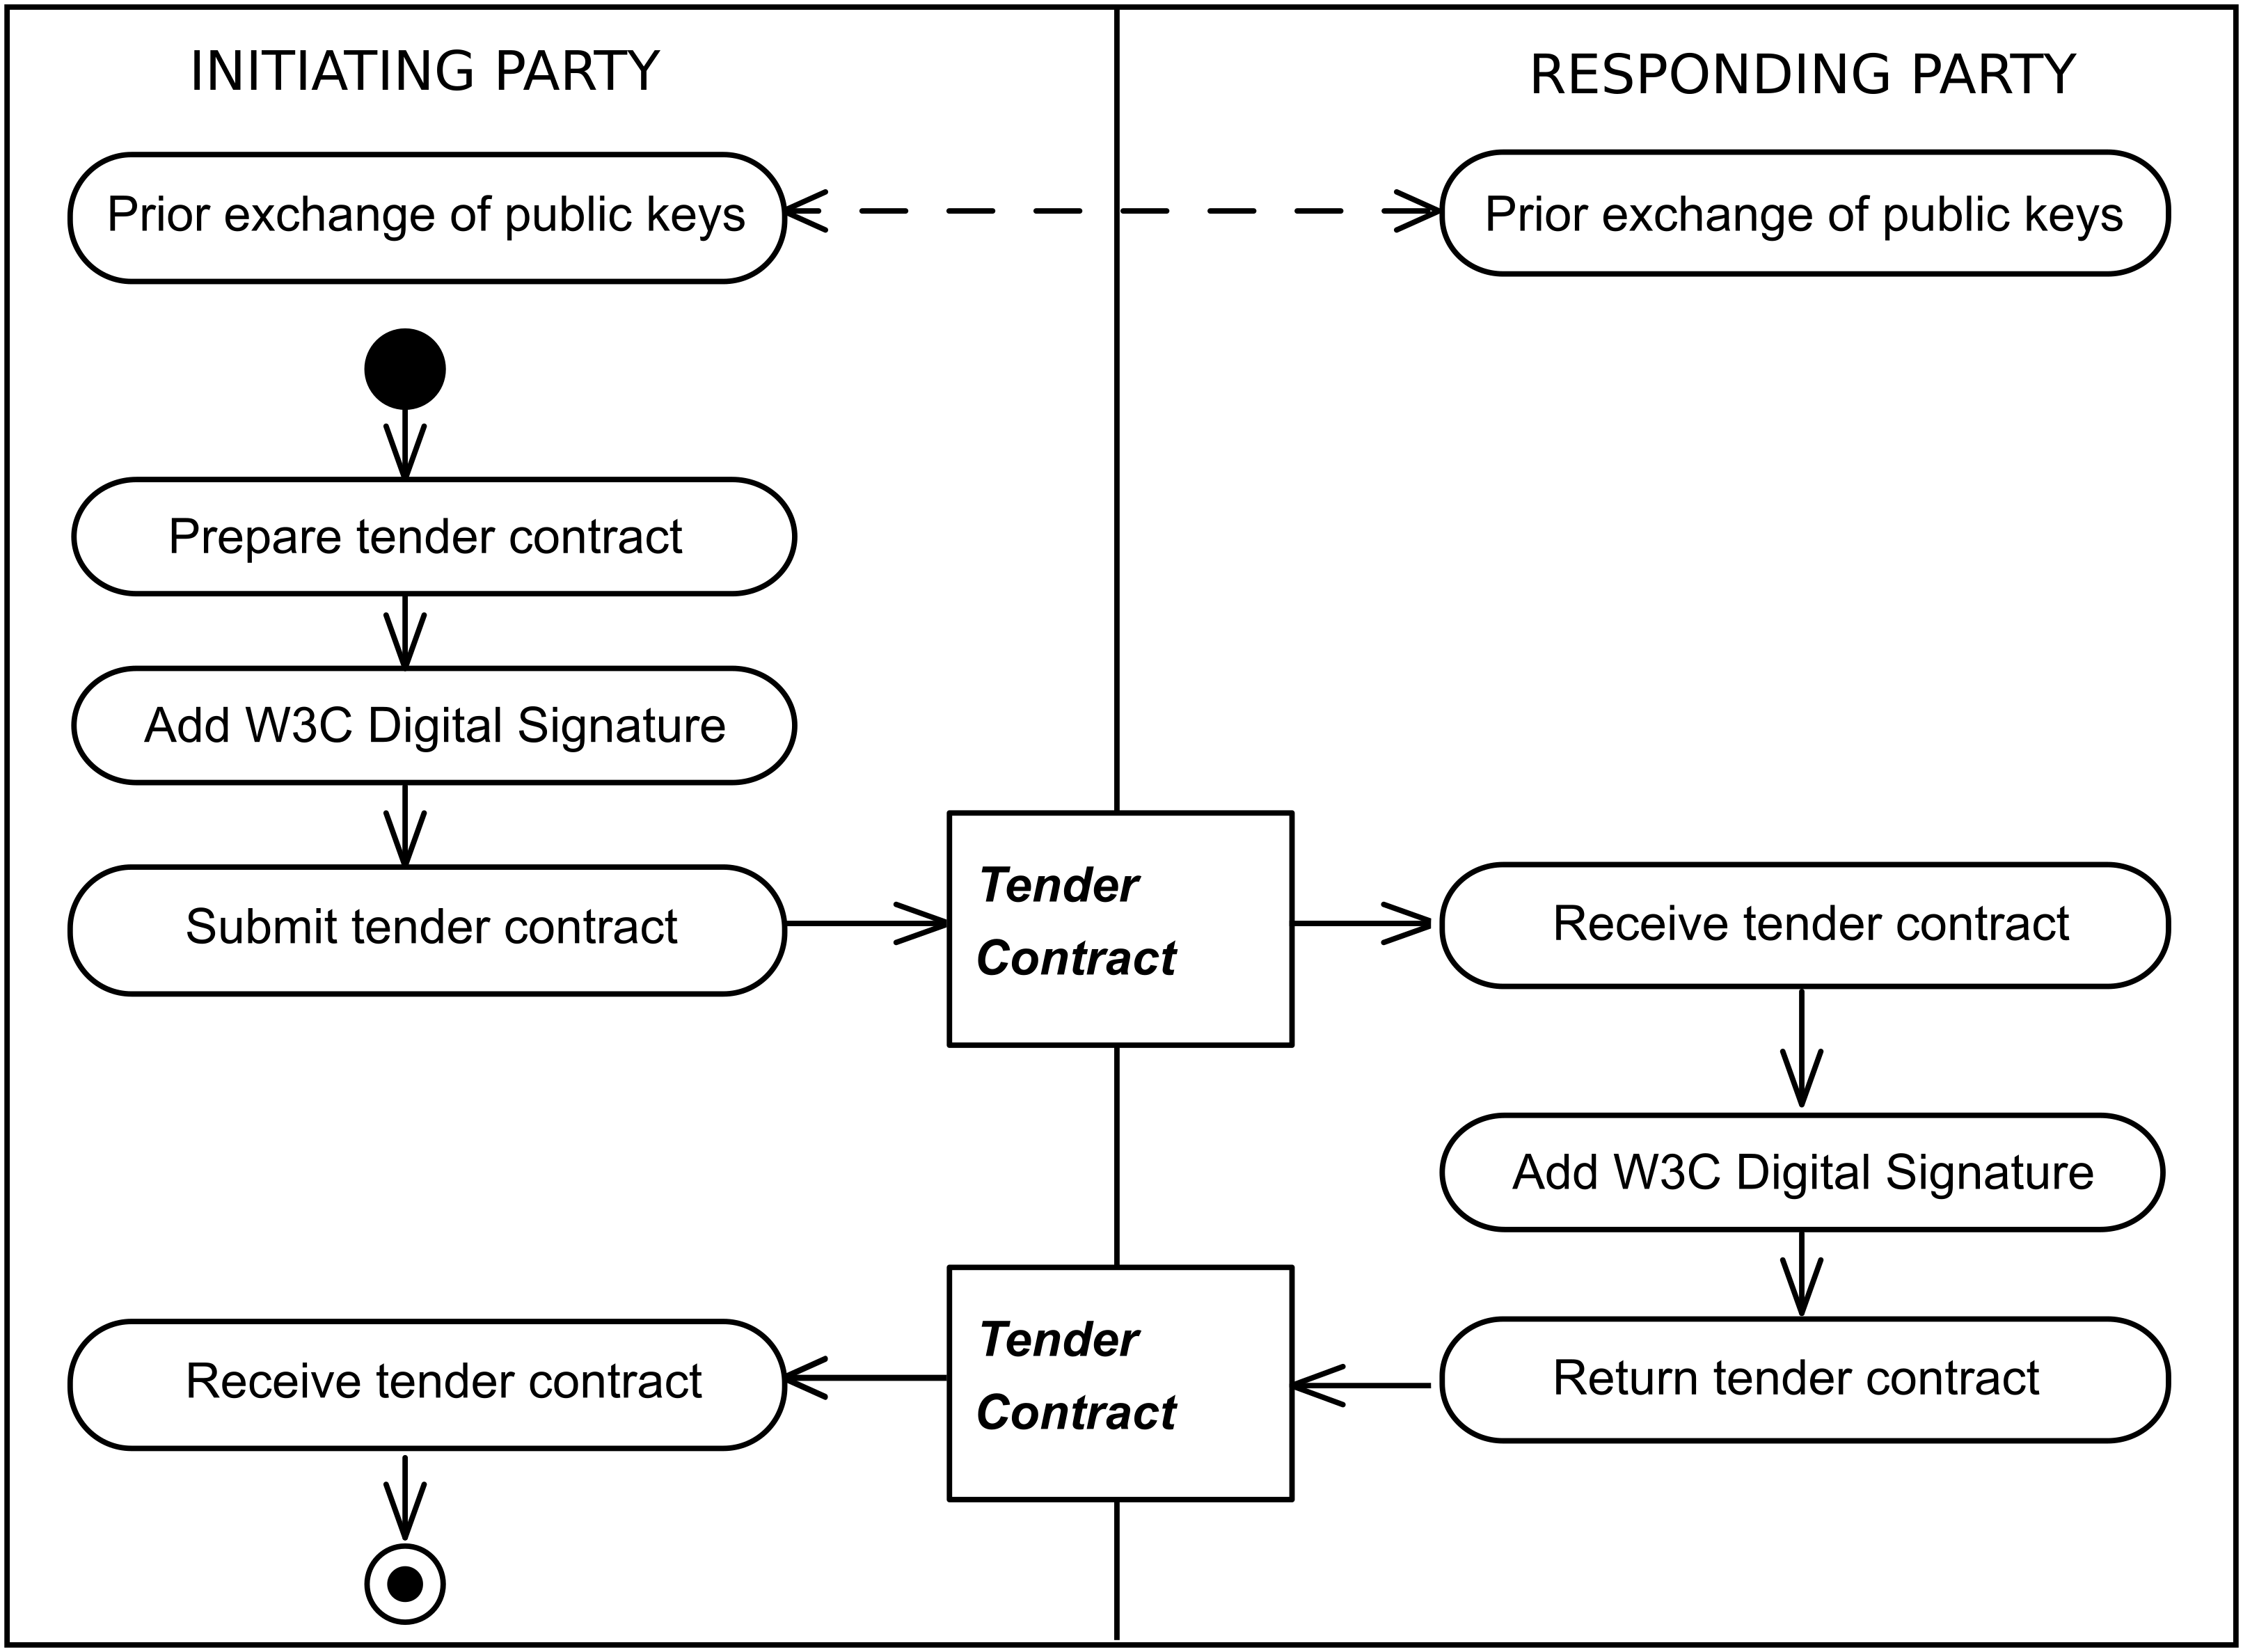 INITIATING PARTY
RESPONDING PARTY
Prior exchange of public keys
Prior exchange of public keys
Prepare tender contract
Add W3C Digital Signature
Submit tender contract
Tender
Contract
Receive tender contract
Add W3C Digital Signature
Return tender contract
Tender
Contract
Receive tender contract